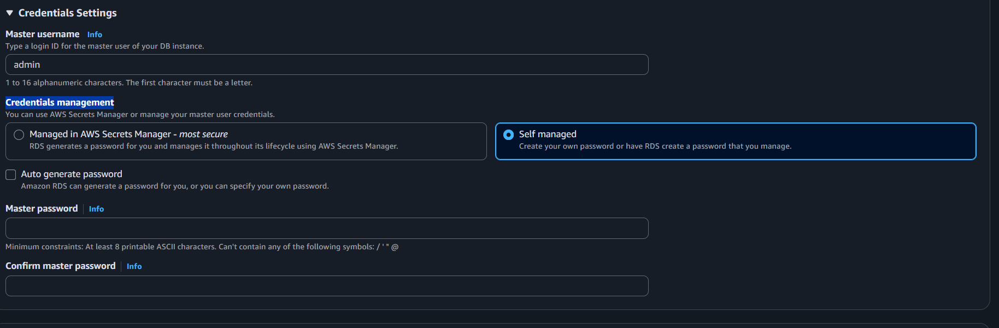 Credentials Settings
Master username Info
Type a login ID for the master user of your DB instance.
admin
1 to 16 alphanumeric characters. The first character must be a letter.
Credentials management
You can use AWS Secrets Manager or manage your master user credentials.
Managed in AWS Secrets Manager - most secure
RDS generates a password for you and manages it throughout its lifecycle using AWS Secrets Manager.
Self managed
Create your own password or have RDS create a password that you manage.
Auto generate password
Amazon RDS can generate a password for you, or you can specify your own password.
Master password Info
Minimum constraints: At least 8 printable ASCII characters. Can't contain any of the following symbols: / ' " @
Confirm master password Info